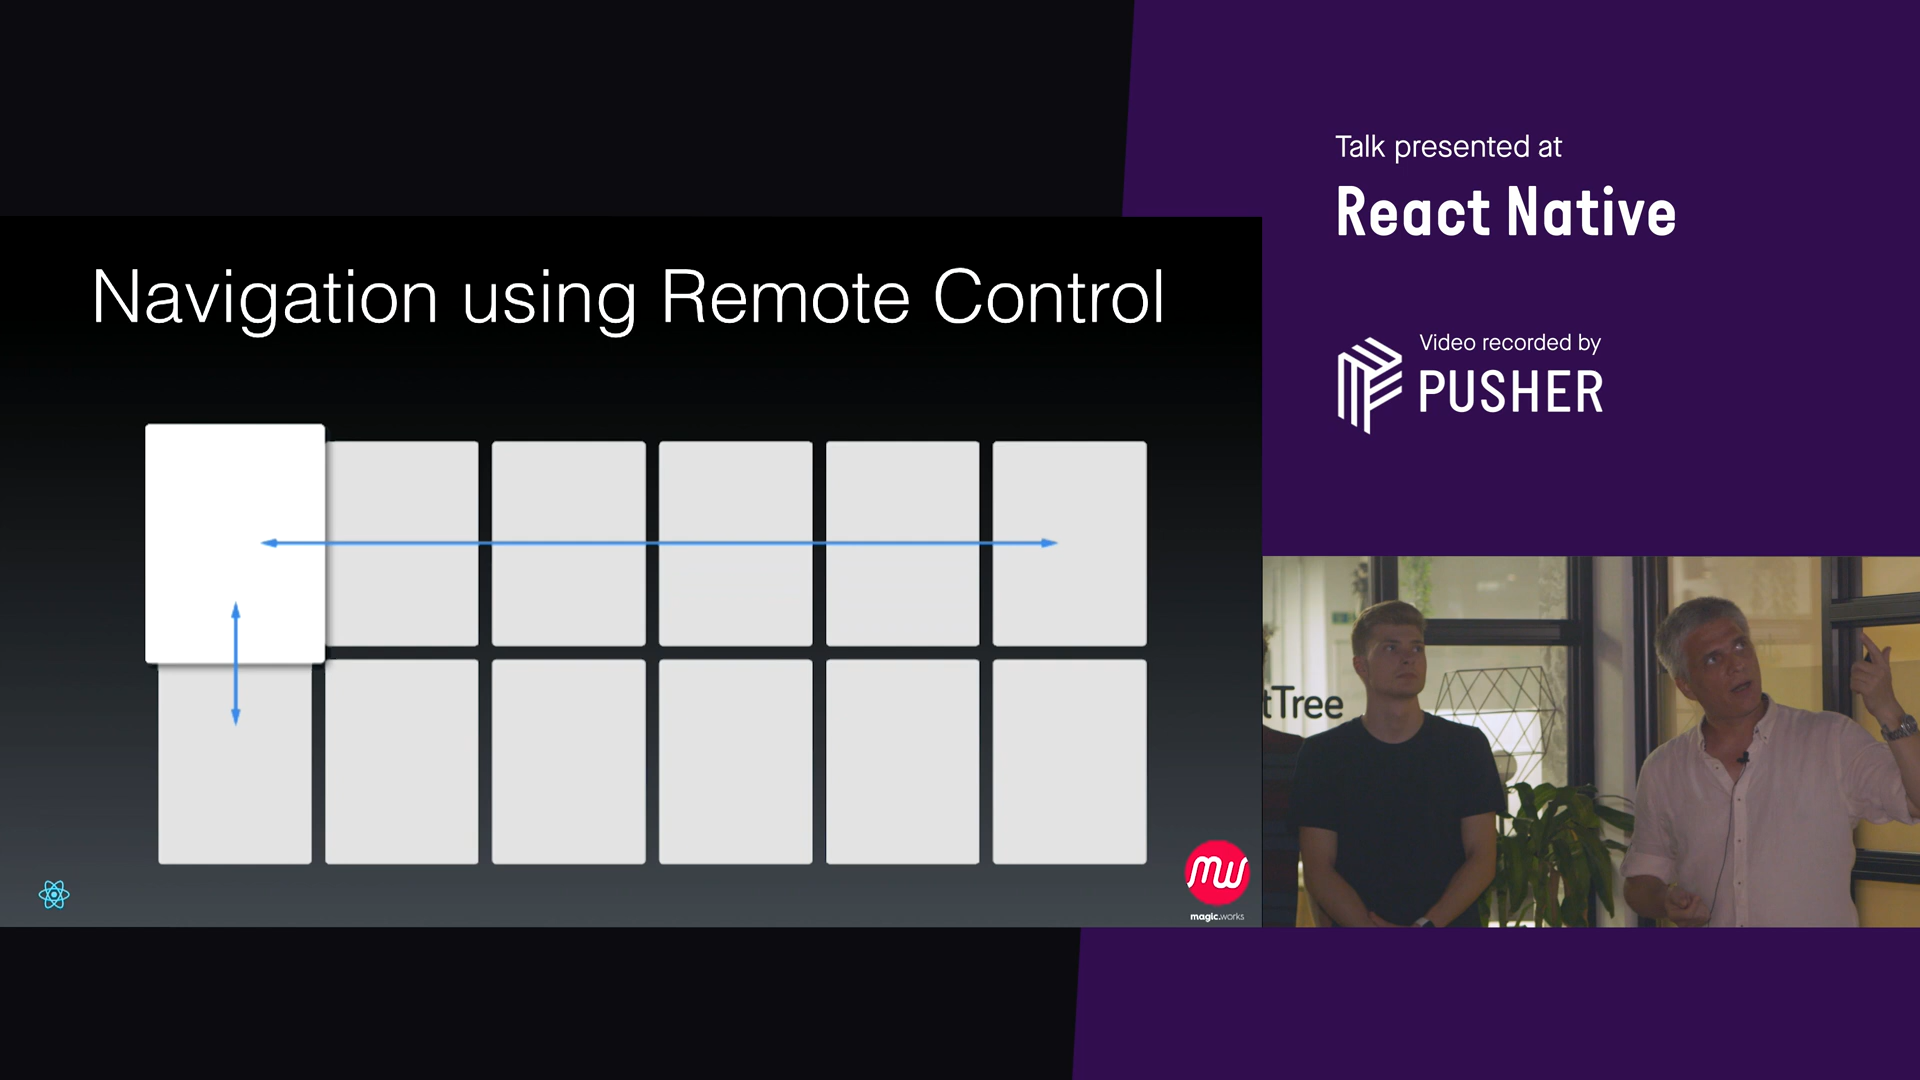 Talk presented at
React Native
Video recorded by
PUSHER
Navigation using Remote Control
tTree
MW
magic.works